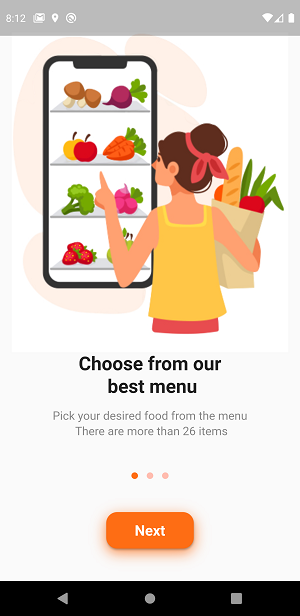 8:12
Choose from our
best menu
Pick your desired food from the menu
There are more than 26 items
Next